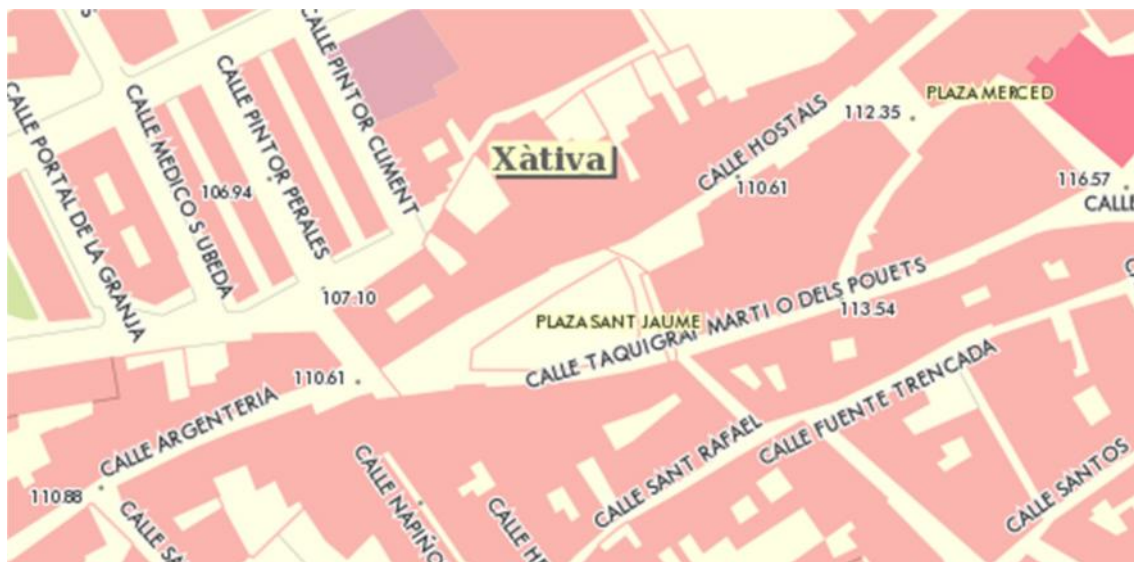 CALLE PINTOR CLIMENT
CALLE PINTOR PERALES
CALLE MEDICO S UBEDA
CALLE PORTAL DE LA GRANJA
PLAZA MERCED
112.35
CALLE HOSTALS
Xàtiva
110.61
116.57
CALLE
106.94
107.10
CALLE TAQUIGRAF MARTI O DELS POUETS
113.54
PLAZA SANT JAUME
110.61
CALLE FUENTE TRENCADA
CALLE ARGENTERIA
CALLE SANT RAFAEL
CALLE SANTOS
110.88
CALLE NAPIÑO